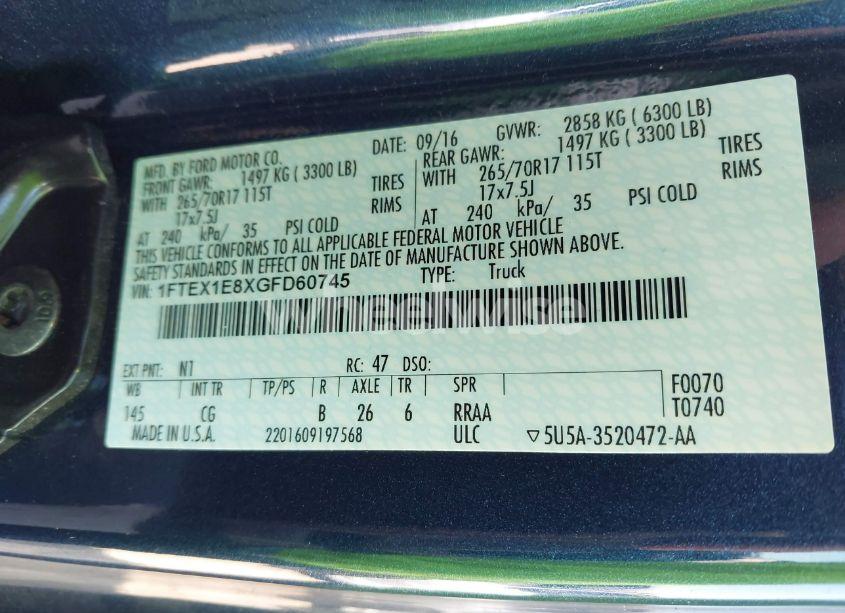 MFD. BY FORD MOTOR CO.
DATE: 09/16 GVWR: 2858 KG ( 6300 LB)
FRONT GAWR: 1497 KG ( 3300 LB)
WITH 265/70R17 115T TIRES
17x7.5J RIMS
AT 240 kPa/ 35 PSI COLD
REAR GAWR: 1497 KG ( 3300 LB)
WITH 265/70R17 115T TIRES
17x7.5J RIMS
AT 240 kPa/ 35 PSI COLD
THIS VEHICLE CONFORMS TO ALL APPLICABLE FEDERAL MOTOR VEHICLE
SAFETY STANDARDS IN EFFECT ON THE DATE OF MANUFACTURE SHOWN ABOVE.
VIN: 1FTEX1E8XGFD60745 TYPE: Truck
wheelwise
EXT PNT: N1 RC: 47 DSO:
WB INT TR TP/PS R AXLE TR SPR F0070
145 CG B 26 6 RRAA T0740
MADE IN U.S.A. 2201609197568 ULC ▽5U5A-3520472-AA